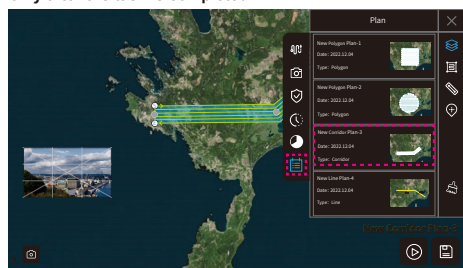 Plan
New Polygon Plan-1
Date : 2022.12.04
Type : Polygon
New Polygon Plan-2
Date : 2022.12.04
Type : Polygon
New Corridor Plan-3
Date : 2022.12.04
Type: Corridor
New Line Plan-4
Date : 2022.12.04
Type : Line
New Corridor Plan-3